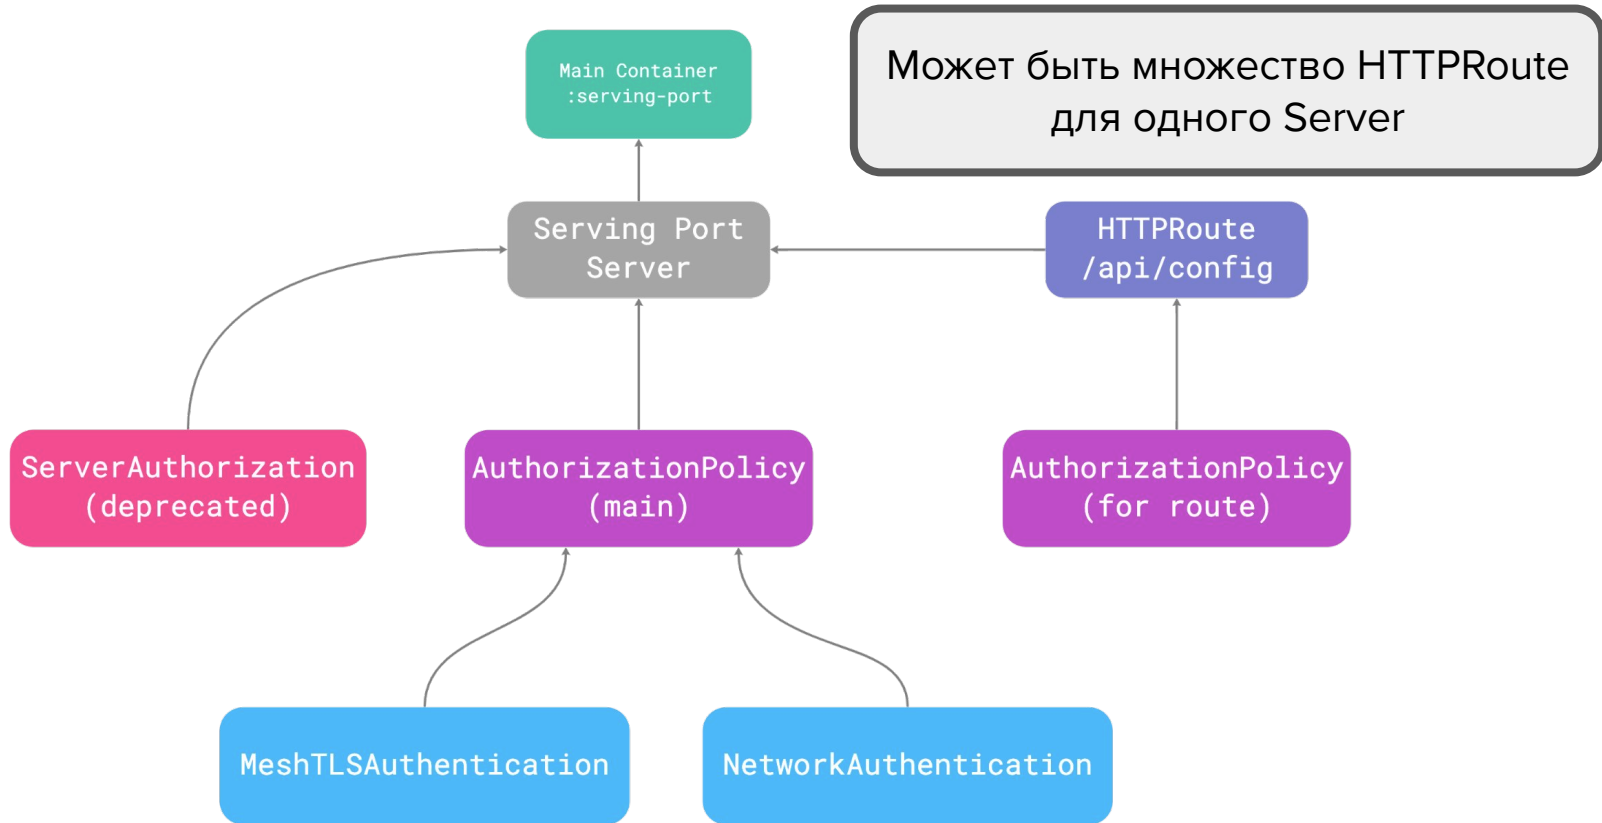 Main Container
:serving-port
Может быть множество HTTPRoute
для одного Server
Serving Port
Server
HTTPRoute
/api/config
ServerAuthorization
(deprecated)
AuthorizationPolicy
(main)
AuthorizationPolicy
(for route)
MeshTLSAuthentication
NetworkAuthentication